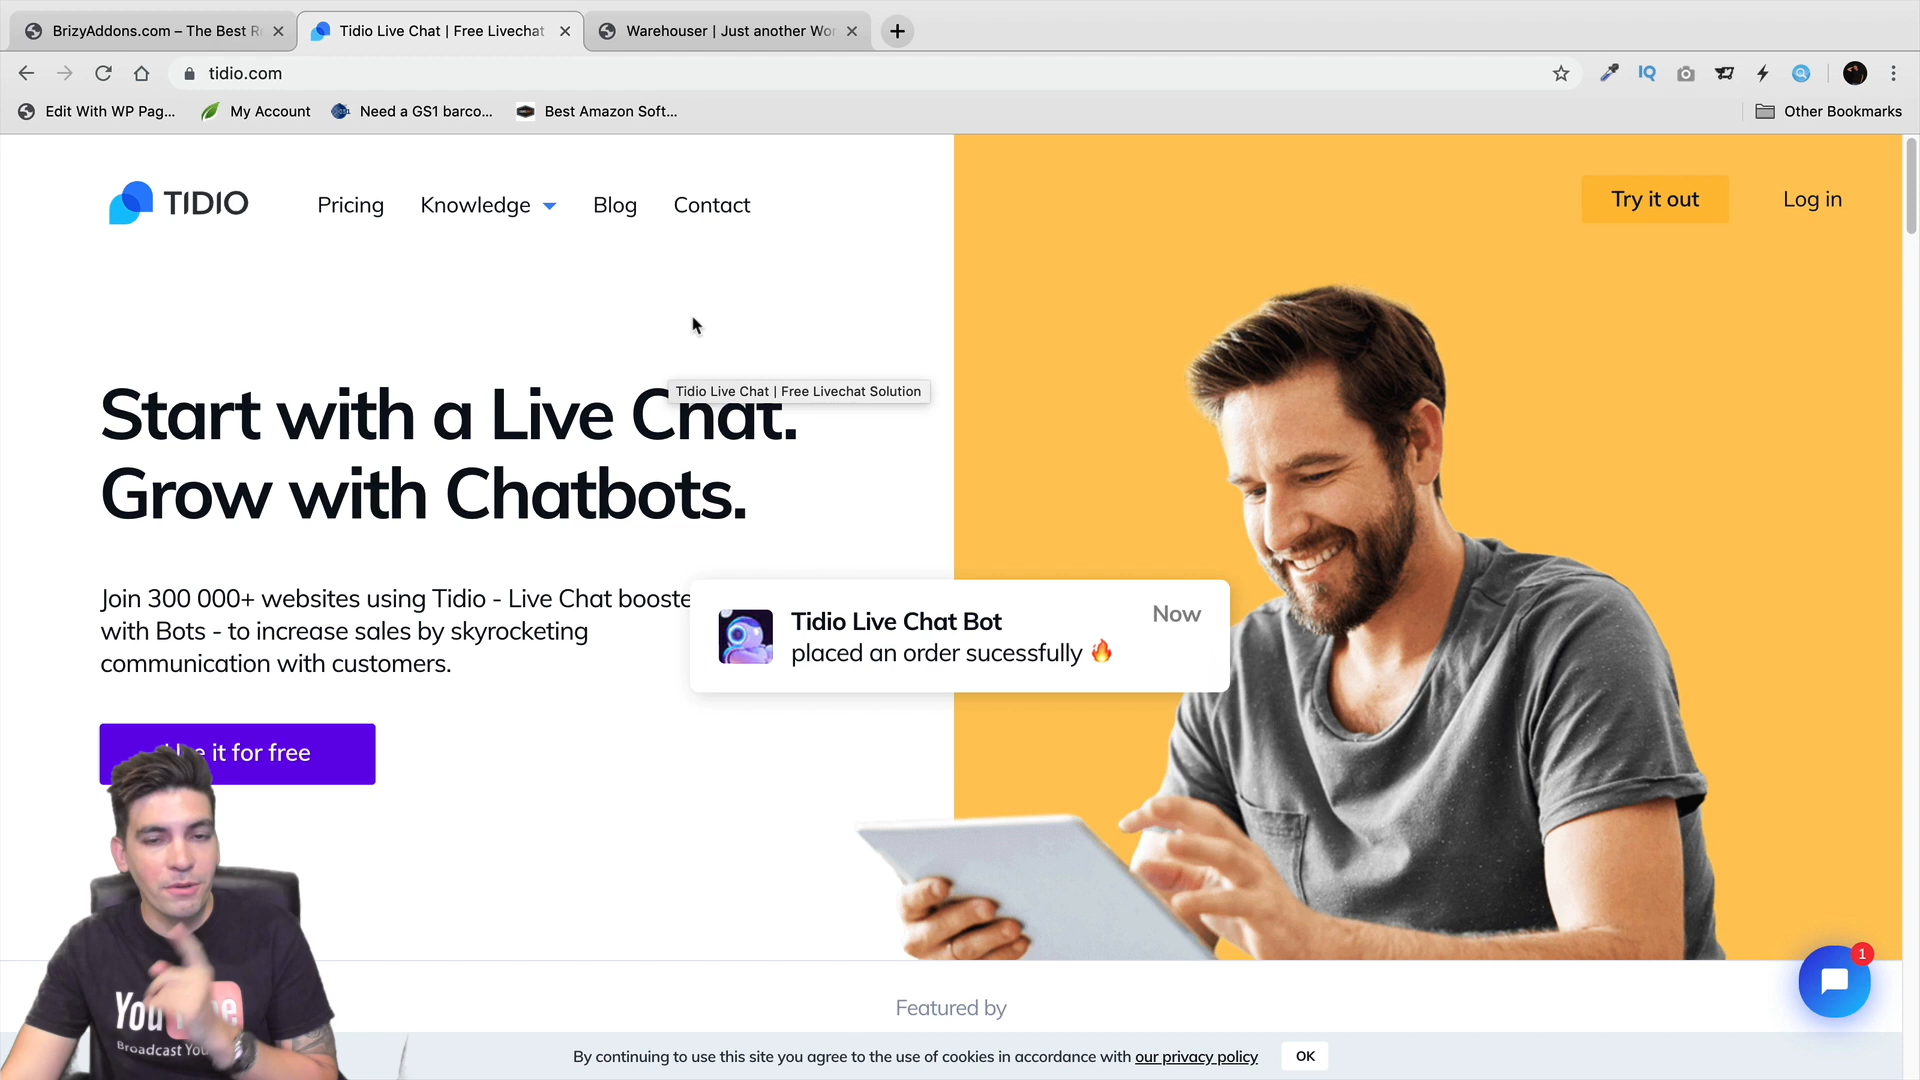 BrizyAddons.com – The Best R
Tidio Live Chat | Free Livechat
Warehouser | Just another Wor
tidio.com
IQ
Edit With WP Pag...
My Account
Need a GS1 barco...
Best Amazon Soft...
Other Bookmarks
TIDIO
Pricing
Knowledge
Blog
Contact
Try it out
Log in
Tidio Live Chat | Free Livechat Solution
Start with a Live Chat.
Grow with Chatbots.
Join 300 000+ websites using Tidio - Live Chat booste
with Bots - to increase sales by skyrocketing
communication with customers.
Tidio Live Chat Bot
Now
placed an order sucessfully 🔥
it for free
1
Featured by
Broadcast You
By continuing to use this site you agree to the use of cookies in accordance with our privacy policy
OK